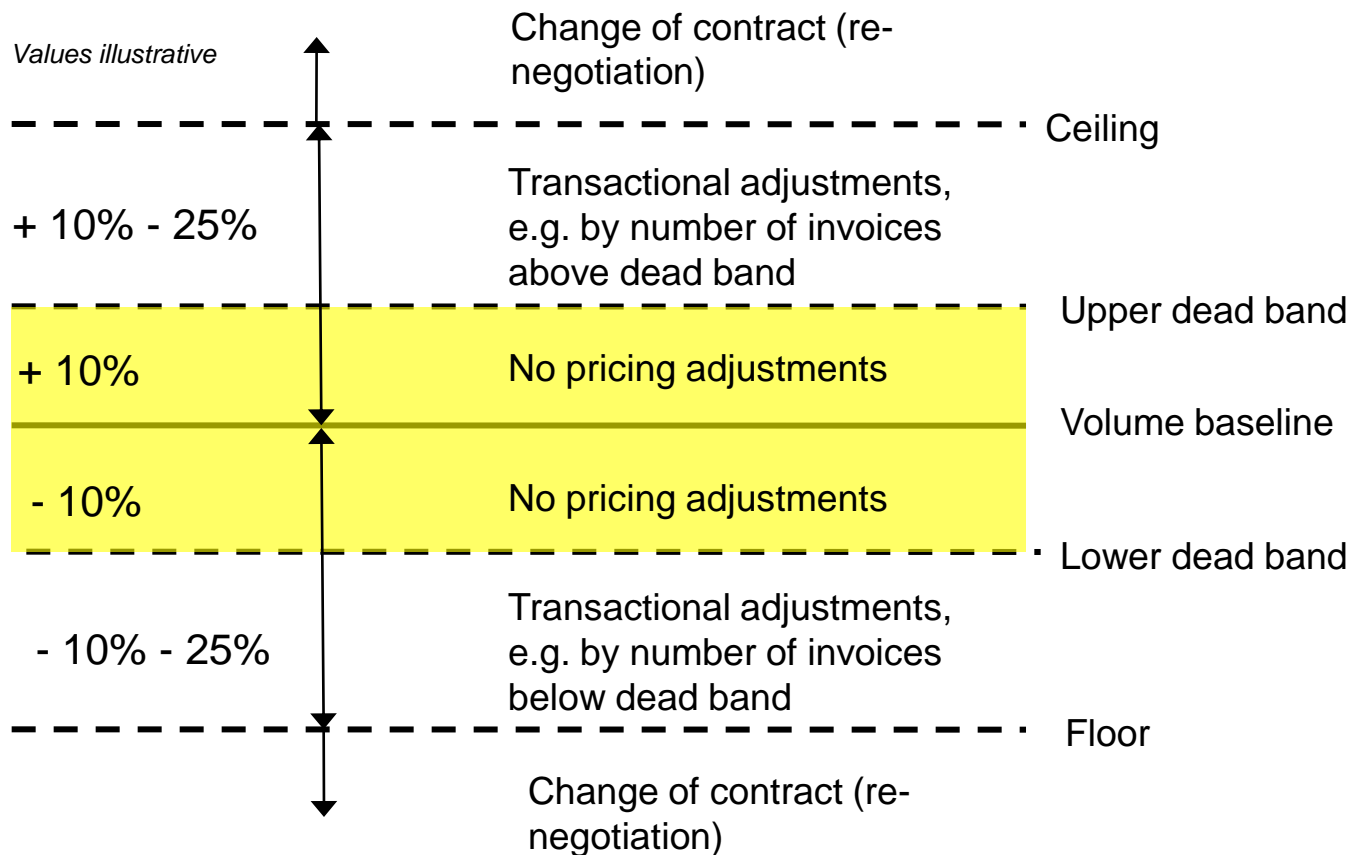 Change of contract (re-
negotiation)
Values illustrative
Ceiling
Transactional adjustments,
e.g. by number of invoices
above dead band
+ 10% - 25%
Upper dead band
+ 10%
No pricing adjustments
Volume baseline
- 10%
No pricing adjustments
Lower dead band
Transactional adjustments,
e.g. by number of invoices
below dead band
- 10% - 25%
Floor
Change of contract (re-
negotiation)